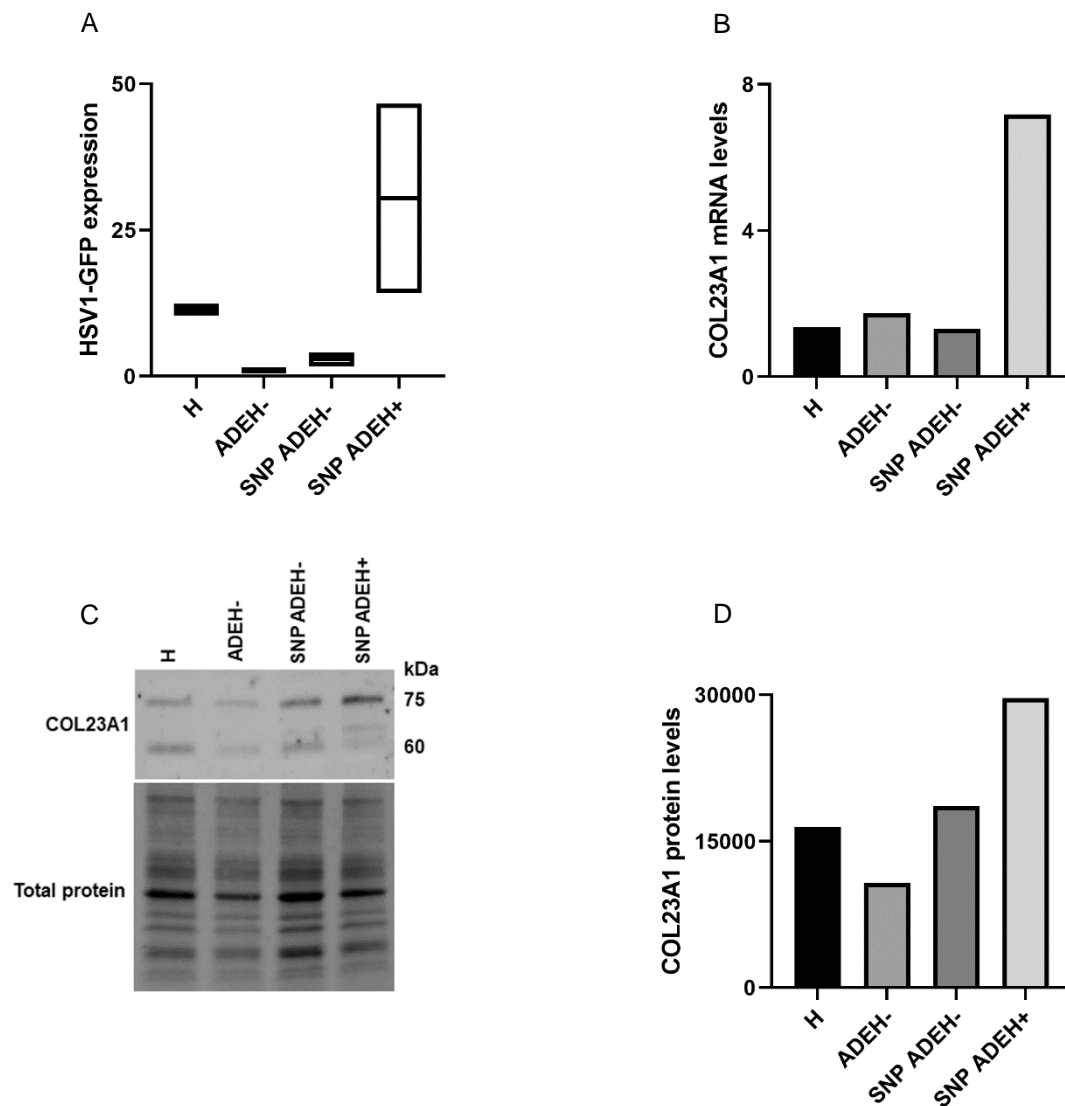 A
HSV1-GFP expression
50
25
0
H
ADEH-
SNP ADEH-
SNP ADEH+
B
COL23A1 mRNA levels
8
4
0
H
ADEH-
SNP ADEH-
SNP ADEH+
C
H
ADEH-
SNP ADEH-
SNP ADEH+
kDa
75
COL23A1
60
Total protein
D
COL23A1 protein levels
30000
15000
0
H
ADEH-
SNP ADEH-
SNP ADEH+